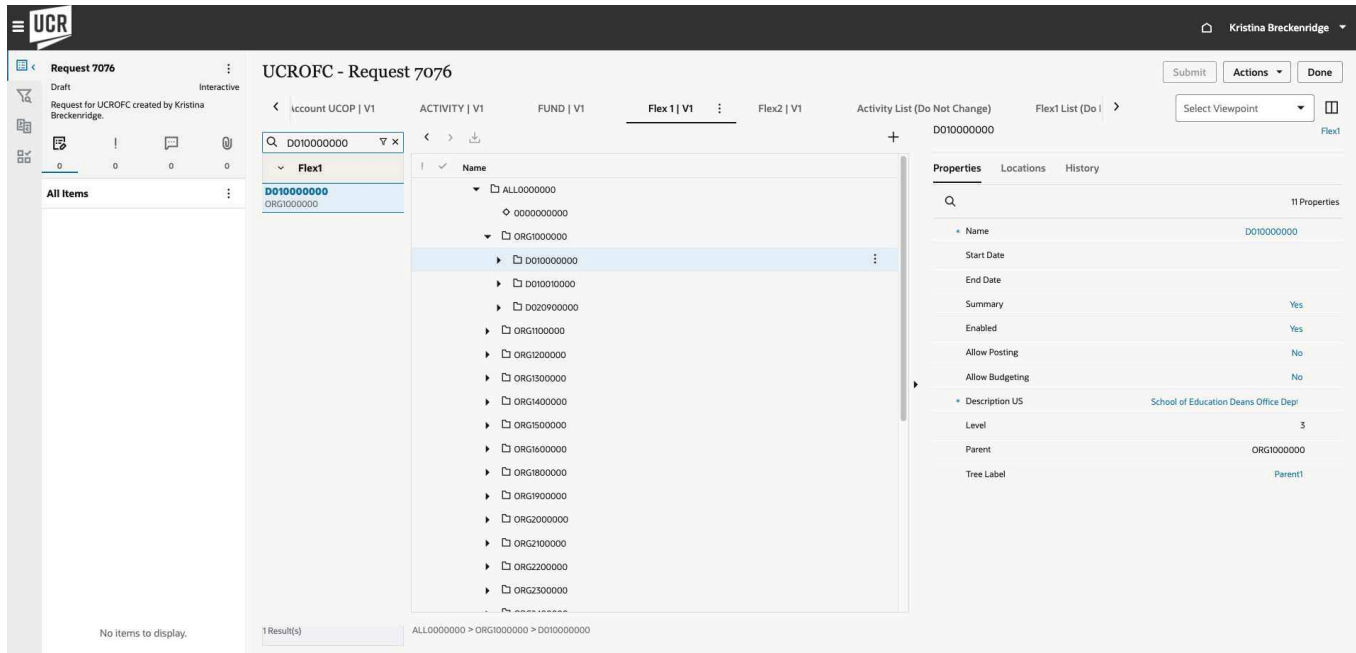 UCR
Kristina Breckenridge
Request 7076
Draft Interactive
Request for UCROFC created by Kristina
Breckenridge.
0 0 0 0
All Items
No items to display.
UCROFC - Request 7076
Submit Actions Done
Account UCOP | V1 ACTIVITY | V1 FUND | V1 Flex 1 | V1 Flex2 | V1 Activity List (Do Not Change) Flex1 List (Do
Select Viewpoint
D010000000
Flex1
D010000000
ORG1000000
1 Result(s)
Name
ALL0000000
0000000000
ORG1000000
D010000000
D010010000
D020900000
ORG1100000
ORG1200000
ORG1300000
ORG1400000
ORG1500000
ORG1600000
ORG1800000
ORG1900000
ORG2000000
ORG2100000
ORG2200000
ORG2300000
ALL0000000 > ORG1000000 > D010000000
D010000000
Flex1
Properties Locations History
11 Properties
Name D010000000
Start Date
End Date
Summary Yes
Enabled Yes
Allow Posting No
Allow Budgeting No
Description US School of Education Deans Office Dept
Level 3
Parent ORG1000000
Tree Label Parent1